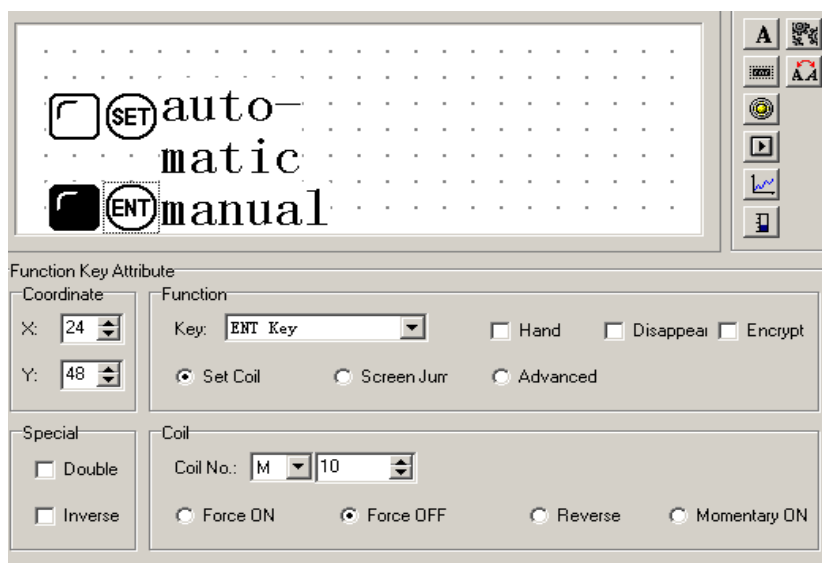 SET auto-
matic
ENT manual
A
A A
Function Key Attribute
Coordinate
Function
X: 24
Key: ENT Key
Hand
Disappear
Encrypt
Y: 48
Set Coil
Screen Jum
Advanced
Special
Coil
Double
Coil No.: M 10
Inverse
Force ON
Force OFF
Reverse
Momentary ON